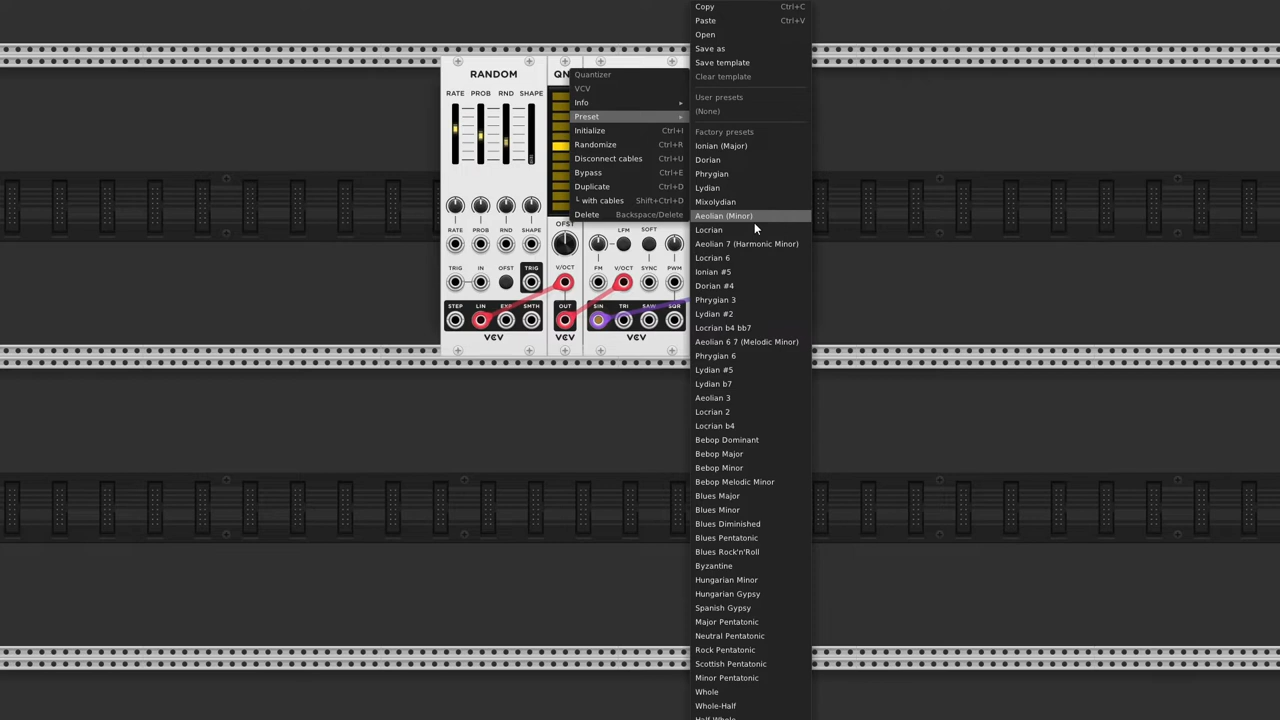 RANDOM
RATE PROB RND SHAPE
RATE PROB RND SHAPE
TRIG IN OFST TRIG
STEP LIN EXP SMTH
VCV
OFST
V/OCT
OUT
VCV
LFM SOFT
FM V/OCT SYNC PWM
SIN TRI SAW SQR
VCV
Quantizer
VCV
Info
Preset
Initialize Ctrl+I
Randomize Ctrl+R
Disconnect cables Ctrl+U
Bypass Ctrl+E
Duplicate Ctrl+D
└ with cables Shift+Ctrl+D
Delete Backspace/Delete
Copy Ctrl+C
Paste Ctrl+V
Open
Save as
Save template
Clear template
User presets
(None)
Factory presets
Ionian (Major)
Dorian
Phrygian
Lydian
Mixolydian
Aeolian (Minor)
Locrian
Aeolian 7 (Harmonic Minor)
Locrian 6
Ionian #5
Dorian #4
Phrygian 3
Lydian #2
Locrian b4 bb7
Aeolian 6 7 (Melodic Minor)
Phrygian 6
Lydian #5
Lydian b7
Aeolian 3
Locrian 2
Locrian b4
Bebop Dominant
Bebop Major
Bebop Minor
Bebop Melodic Minor
Blues Major
Blues Minor
Blues Diminished
Blues Pentatonic
Blues Rock'n'Roll
Byzantine
Hungarian Minor
Hungarian Gypsy
Spanish Gypsy
Major Pentatonic
Neutral Pentatonic
Rock Pentatonic
Scottish Pentatonic
Minor Pentatonic
Whole
Whole-Half